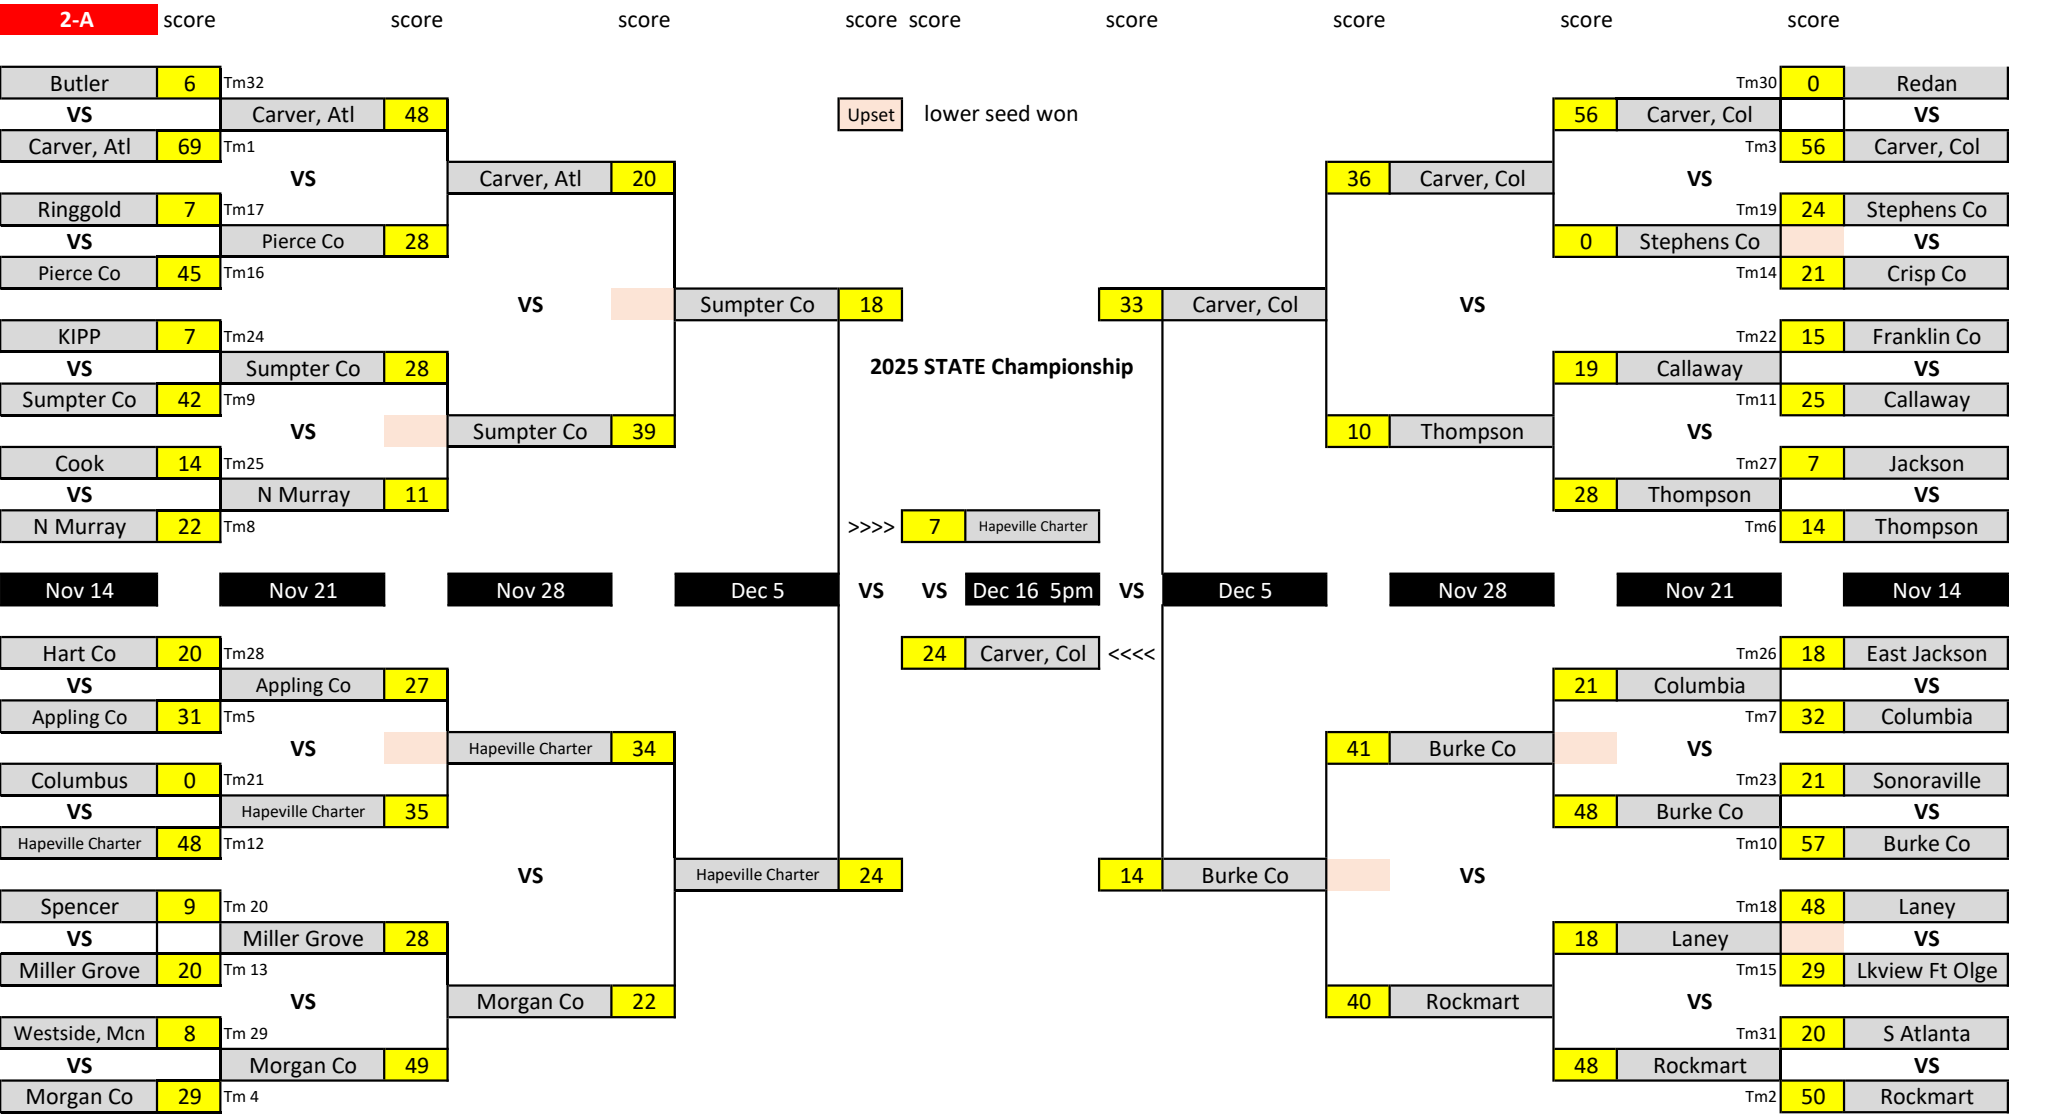 2-A score score score score score score score score score
Butler 6 Tm32 Tm30 0 Redan
VS Carver, Atl 48 Upset lower seed won 56 Carver, Col VS
Carver, Atl 69 Tm1 Tm3 56 Carver, Col
VS Carver, Atl 20 36 Carver, Col VS
Ringgold 7 Tm17 Tm19 24 Stephens Co
VS Pierce Co 28 0 Stephens Co VS
Pierce Co 45 Tm16 Tm14 21 Crisp Co
VS Sumpter Co 18 33 Carver, Col VS
KIPP 7 Tm24 Tm22 15 Franklin Co
VS Sumpter Co 28 2025 STATE Championship 19 Callaway VS
Sumpter Co 42 Tm9 Tm11 25 Callaway
VS Sumpter Co 39 10 Thompson VS
Cook 14 Tm25 Tm27 7 Jackson
VS N Murray 11 28 Thompson VS
N Murray 22 Tm8 >>>> 7 Hapeville Charter Tm6 14 Thompson
Nov 14 Nov 21 Nov 28 Dec 5 VS VS Dec 16 5pm VS Dec 5 Nov 28 Nov 21 Nov 14
Hart Co 20 Tm28 24 Carver, Col <<<< Tm26 18 East Jackson
VS Appling Co 27 21 Columbia VS
Appling Co 31 Tm5 Tm7 32 Columbia
VS Hapeville Charter 34 41 Burke Co VS
Columbus 0 Tm21 Tm23 21 Sonoraville
VS Hapeville Charter 35 48 Burke Co VS
Hapeville Charter 48 Tm12 Tm10 57 Burke Co
VS Hapeville Charter 24 14 Burke Co VS
Spencer 9 Tm 20 Tm18 48 Laney
VS Miller Grove 28 18 Laney VS
Miller Grove 20 Tm 13 Tm15 29 Lkview Ft Olge
VS Morgan Co 22 40 Rockmart VS
Westside, Mcn 8 Tm 29 Tm31 20 S Atlanta
VS Morgan Co 49 48 Rockmart VS
Morgan Co 29 Tm 4 Tm2 50 Rockmart